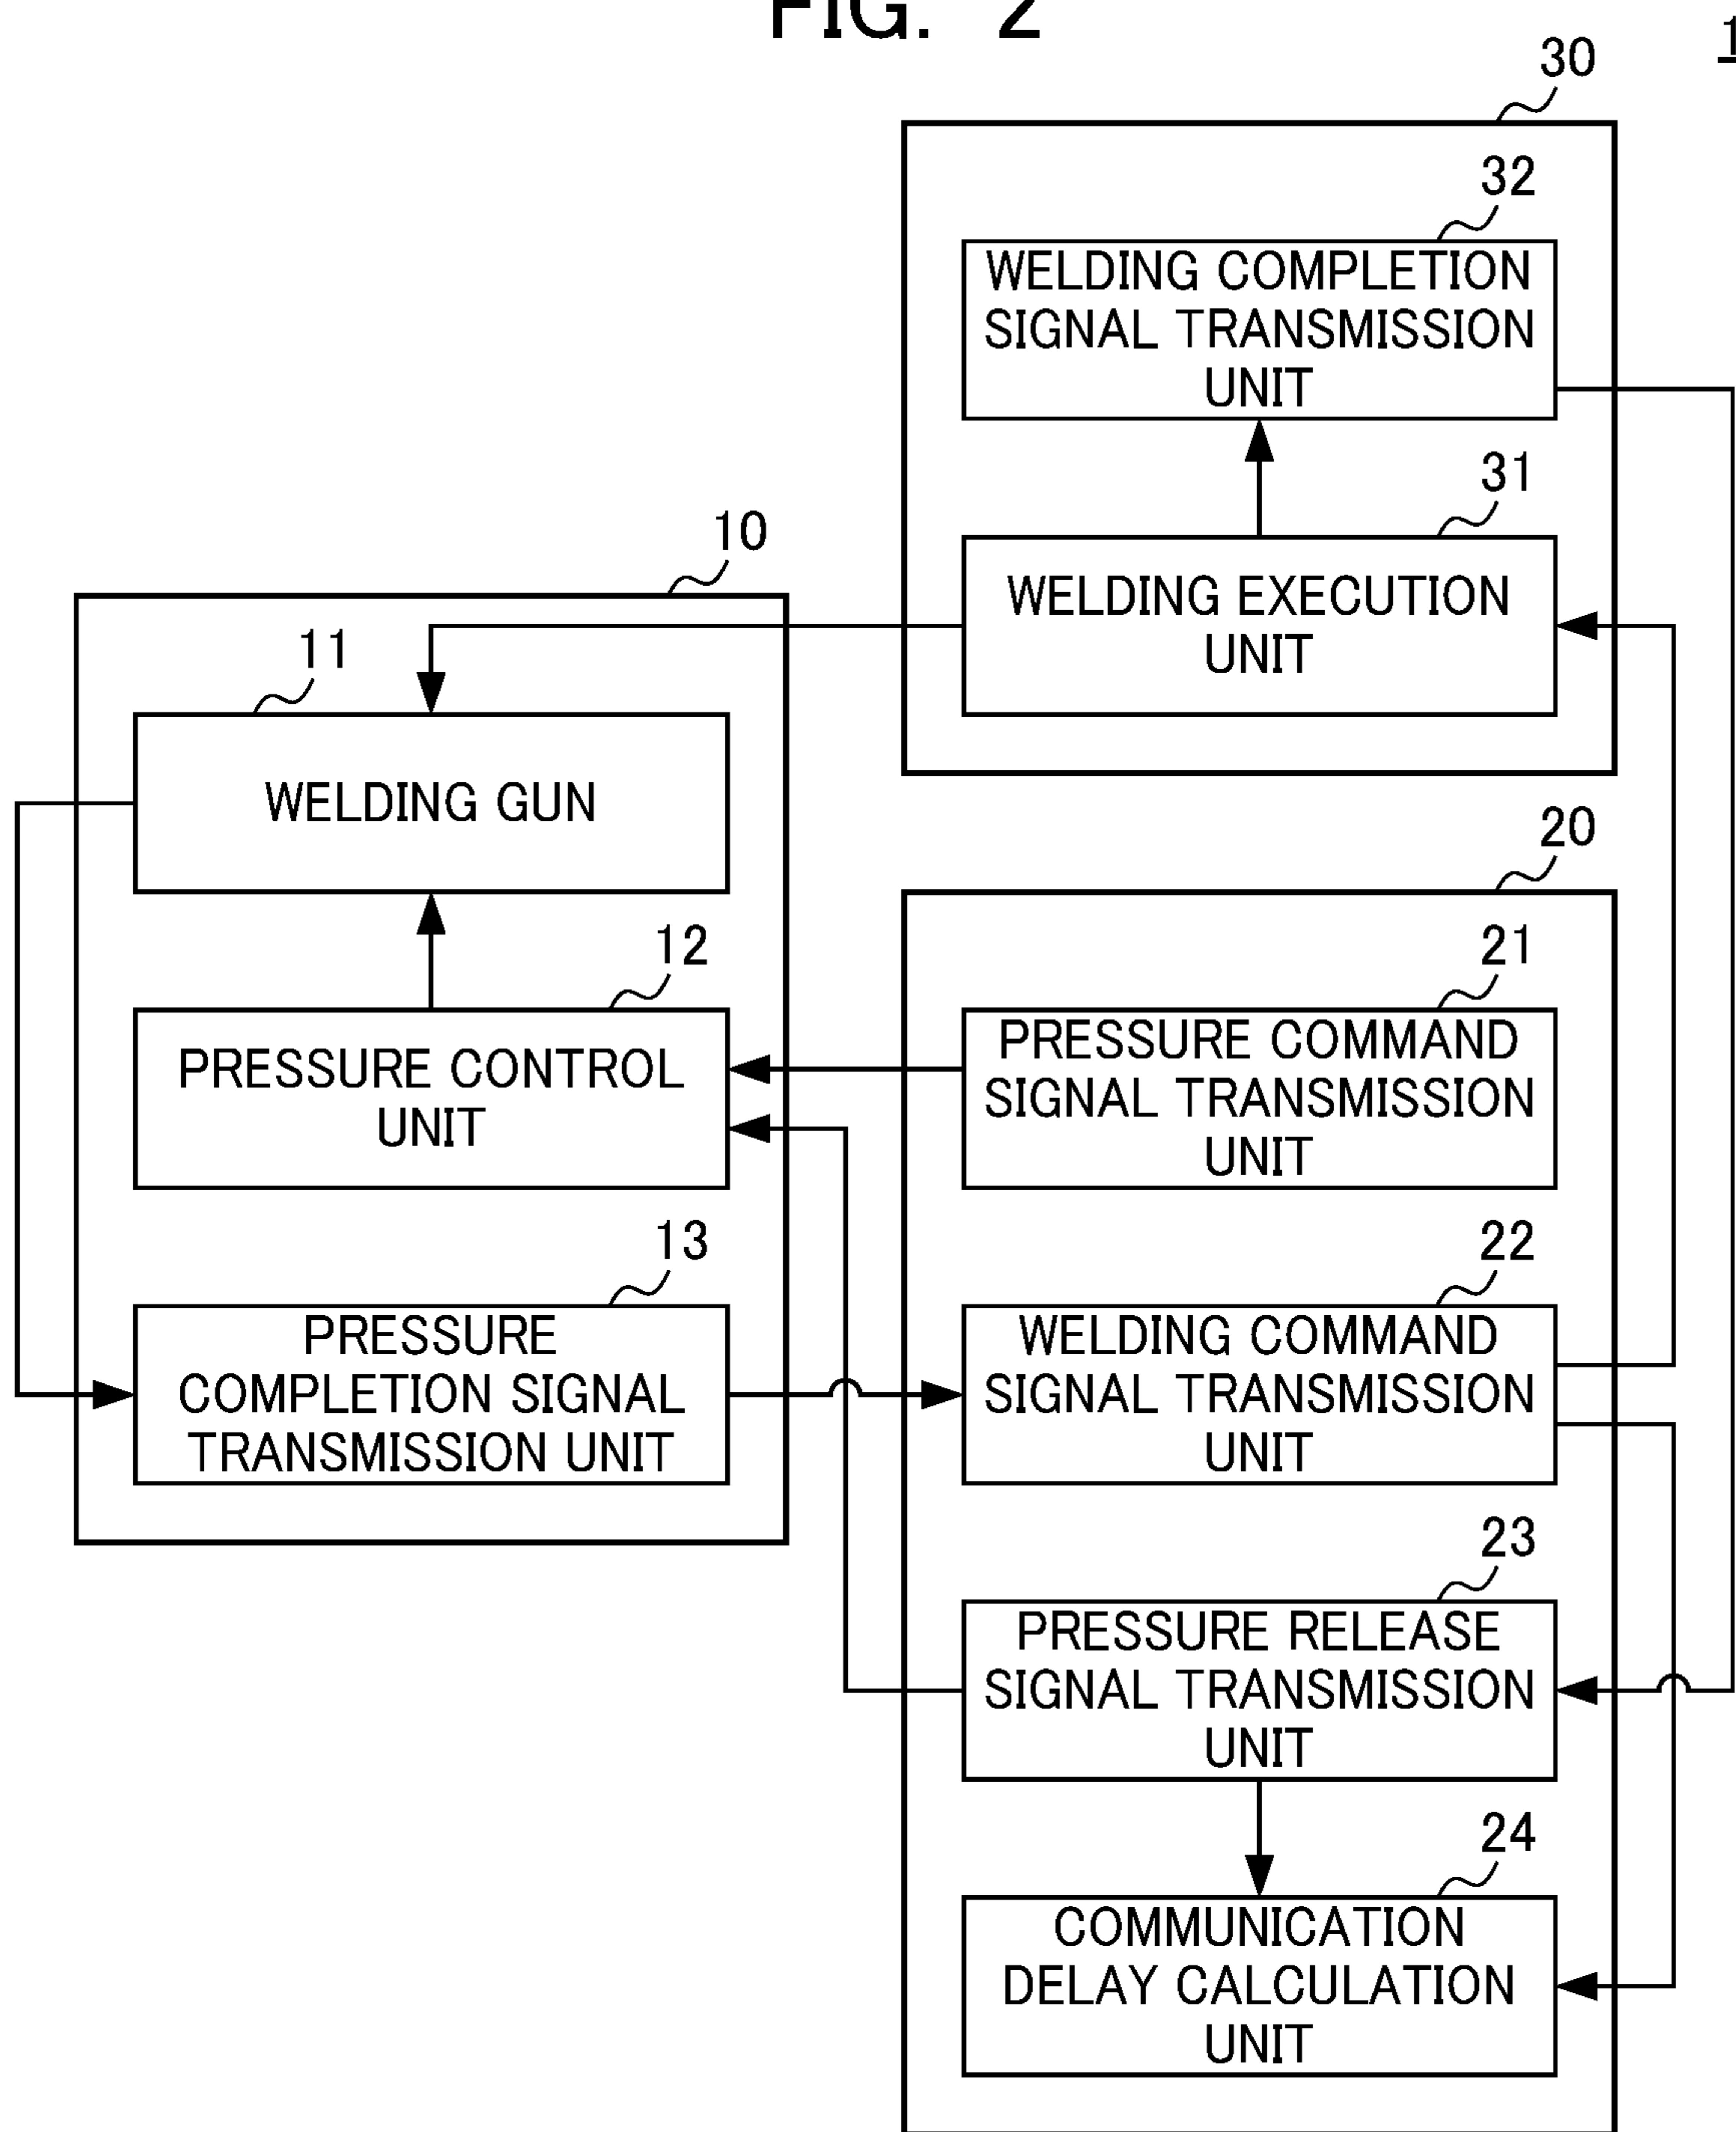 FIG. 2
1
30
32
WELDING COMPLETION
SIGNAL TRANSMISSION
UNIT
31
WELDING EXECUTION
UNIT
10
11
WELDING GUN
12
PRESSURE CONTROL
UNIT
13
PRESSURE
COMPLETION SIGNAL
TRANSMISSION UNIT
20
21
PRESSURE COMMAND
SIGNAL TRANSMISSION
UNIT
22
WELDING COMMAND
SIGNAL TRANSMISSION
UNIT
23
PRESSURE RELEASE
SIGNAL TRANSMISSION
UNIT
24
COMMUNICATION
DELAY CALCULATION
UNIT